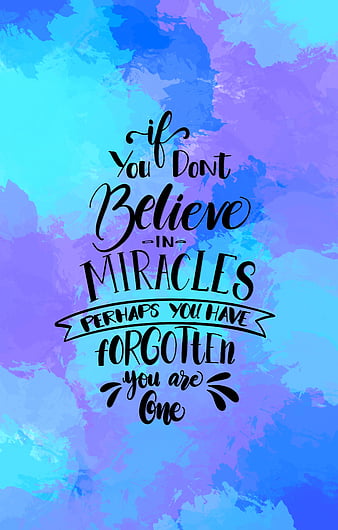 if
You Dont
Believe
-in-
Miracles
Perhaps you have
forgotten
you are
One